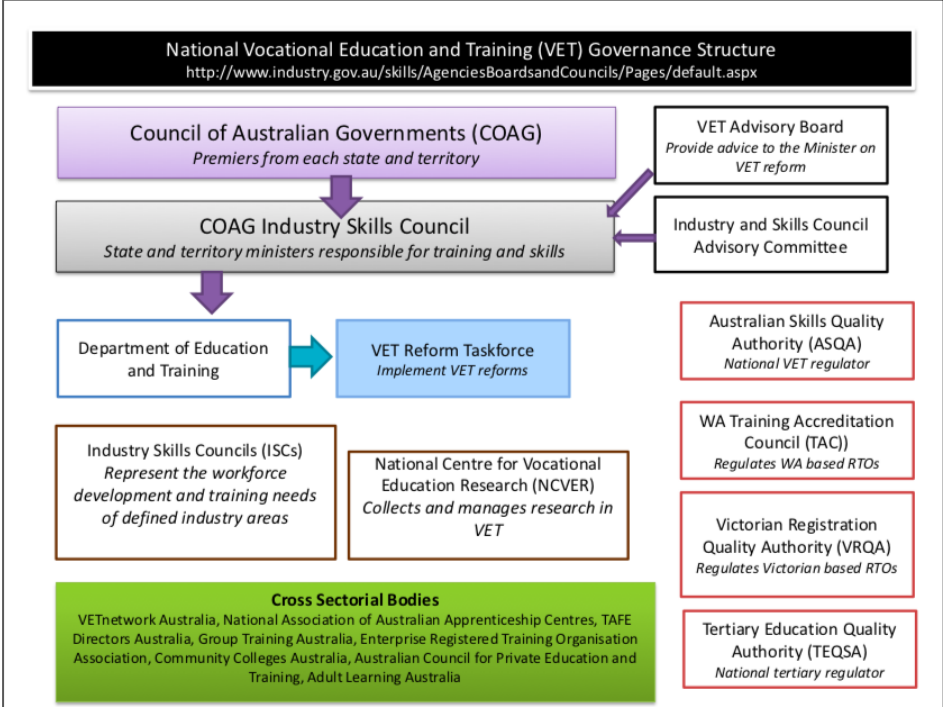 National Vocational Education and Training (VET) Governance Structure
http://www.industry.gov.au/skills/AgenciesBoardsandCouncils/Pages/default.aspx
Council of Australian Governments (COAG)
Premiers from each state and territory
VET Advisory Board
Provide advice to the Minister on
VET reform
COAG Industry Skills Council
State and territory ministers responsible for training and skills
Industry and Skills Council
Advisory Committee
Department of Education
and Training
VET Reform Taskforce
Implement VET reforms
Australian Skills Quality
Authority (ASQA)
National VET regulator
WA Training Accreditation
Council (TAC))
Regulates WA based RTOs
Industry Skills Councils (ISCs)
Represent the workforce
development and training needs
of defined industry areas
National Centre for Vocational
Education Research (NCVER)
Collects and manages research in
VET
Victorian Registration
Quality Authority (VRQA)
Regulates Victorian based RTOs
Cross Sectorial Bodies
VETnetwork Australia, National Association of Australian Apprenticeship Centres, TAFE
Directors Australia, Group Training Australia, Enterprise Registered Training Organisation
Association, Community Colleges Australia, Australian Council for Private Education and
Training, Adult Learning Australia
Tertiary Education Quality
Authority (TEQSA)
National tertiary regulator